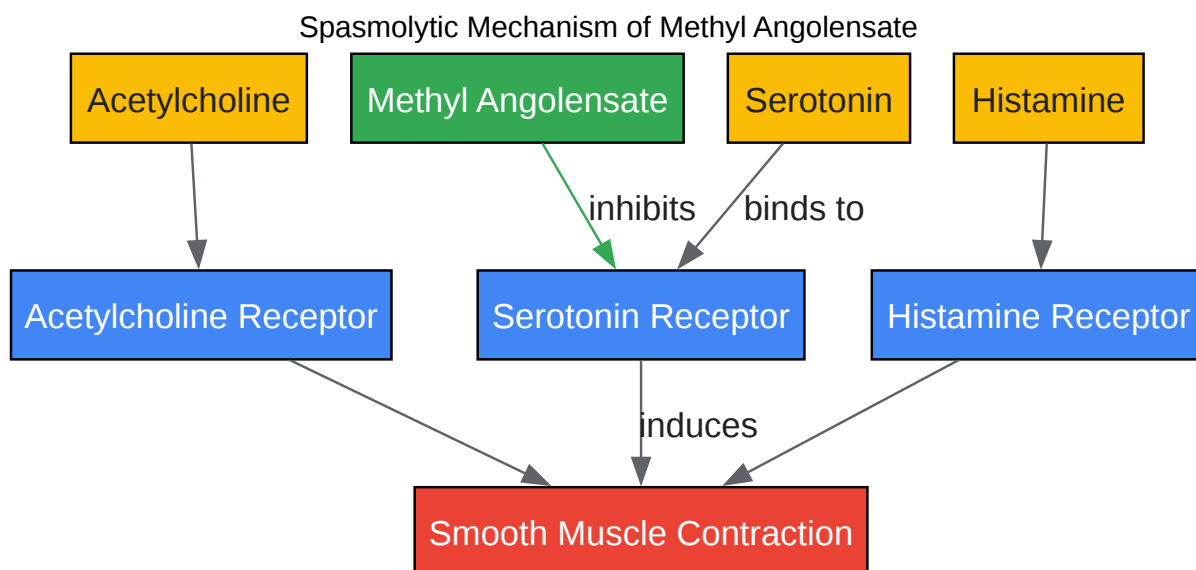 Spasmolytic Mechanism of Methyl Angolensate
Acetylcholine
Methyl Angolensate
Serotonin
Histamine
inhibits
binds to
Acetylcholine Receptor
Serotonin Receptor
Histamine Receptor
induces
Smooth Muscle Contraction